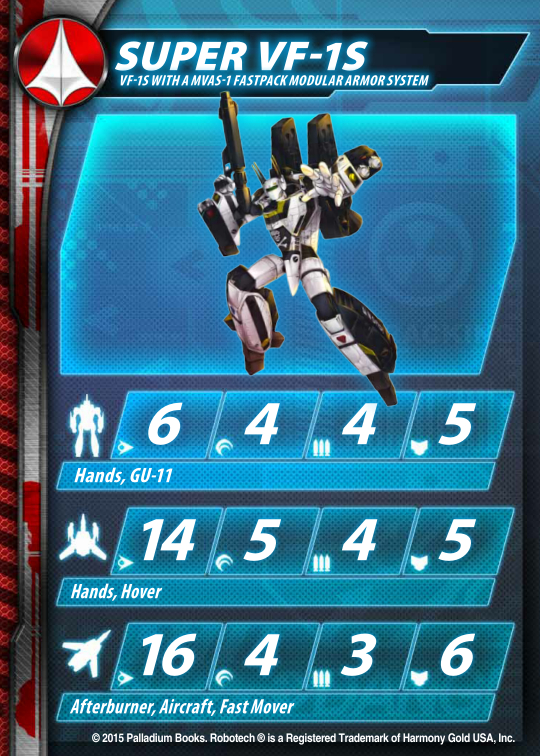 SUPER VF-1S
VF-1S WITH A MVAS-1 FASTPACK MODULAR ARMOR SYSTEM
6 4 4 5
Hands, GU-11
14 5 4 5
Hands, Hover
16 4 3 6
Afterburner, Aircraft, Fast Mover
© 2015 Palladium Books. Robotech ® is a Registered Trademark of Harmony Gold USA, Inc.